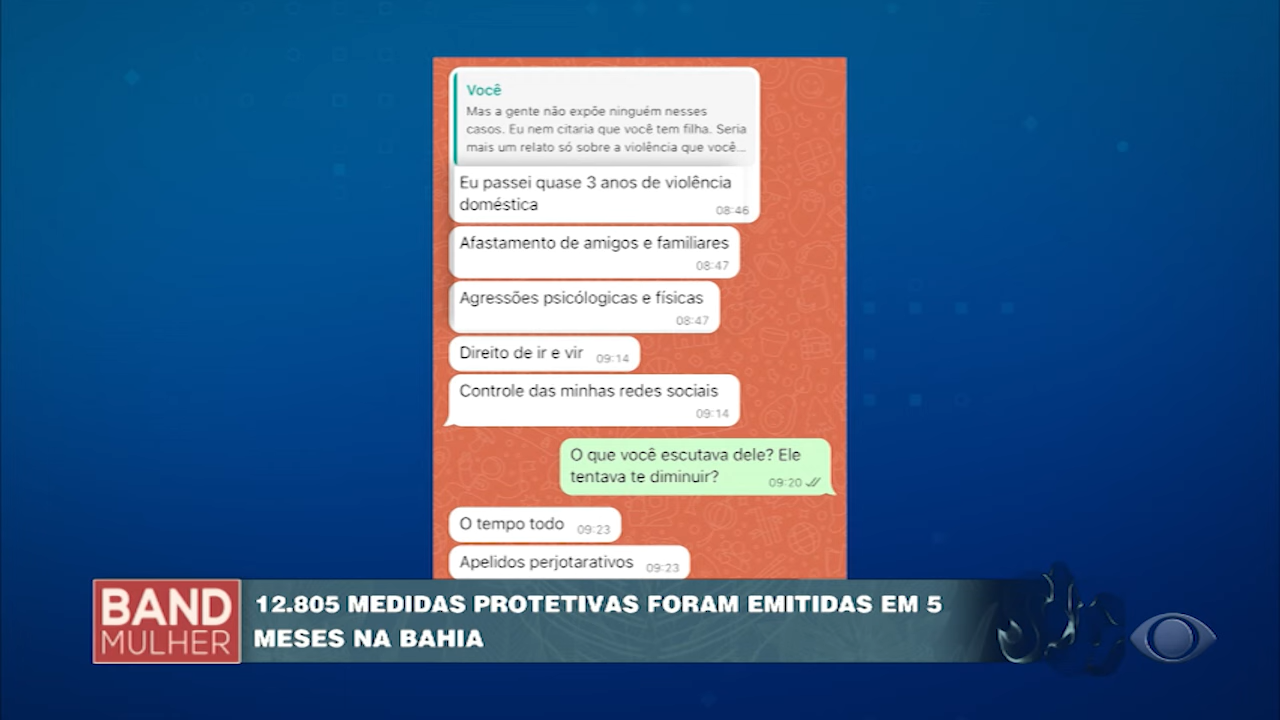 Você
Mas a gente não expõe ninguém nesses
casos. Eu nem citaria que você tem filha. Seria
mais um relato só sobre a violência que você...
Eu passei quase 3 anos de violência
doméstica
08:46
Afastamento de amigos e familiares
08:47
Agressões psicólogicas e físicas
08:47
Direito de ir e vir 09:14
Controle das minhas redes sociais
09:14
O que você escutava dele? Ele
tentava te diminuir? 09:20
O tempo todo 09:23
Apelidos perjotarativos 09:23
BAND
MULHER
12.805 MEDIDAS PROTETIVAS FORAM EMITIDAS EM 5
MESES NA BAHIA